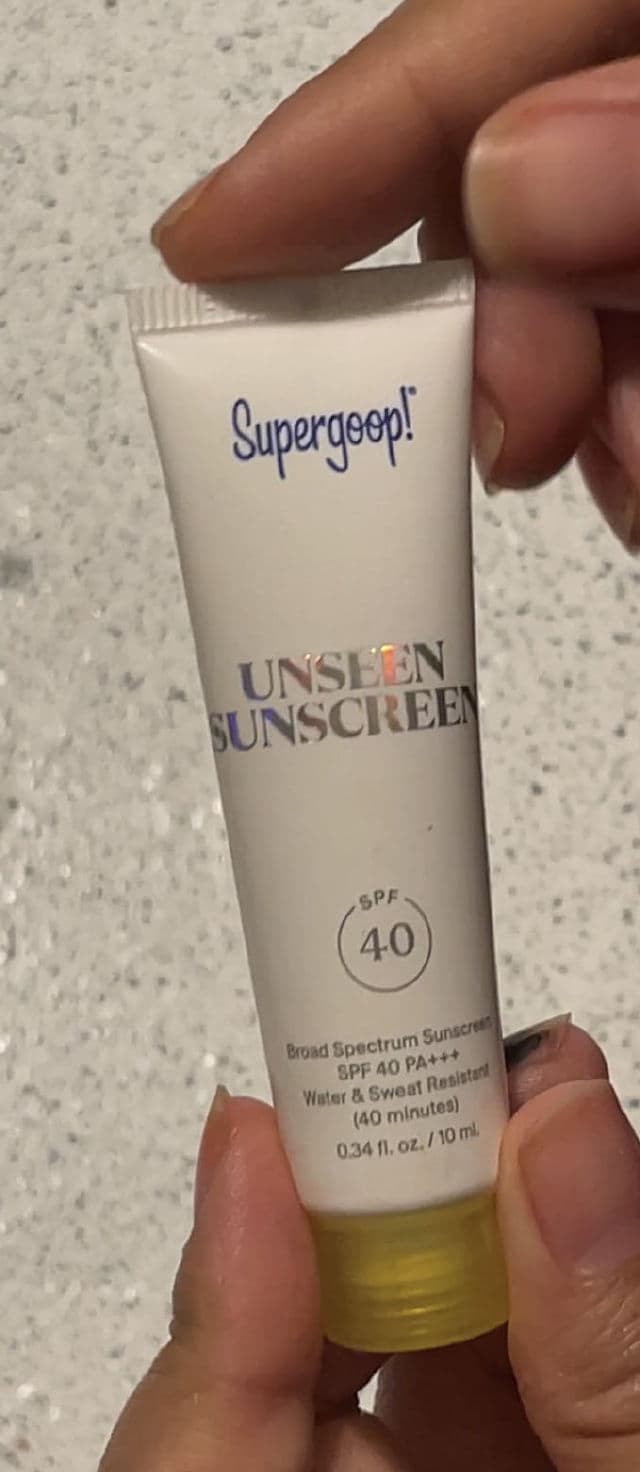 Supergoop!
UNSEEN
SUNSCREEN
SPF
40
Broad Spectrum Sunscreen
SPF 40 PA+++
Water & Sweat Resistant
(40 minutes)
0.34 fl. oz. / 10 ml.